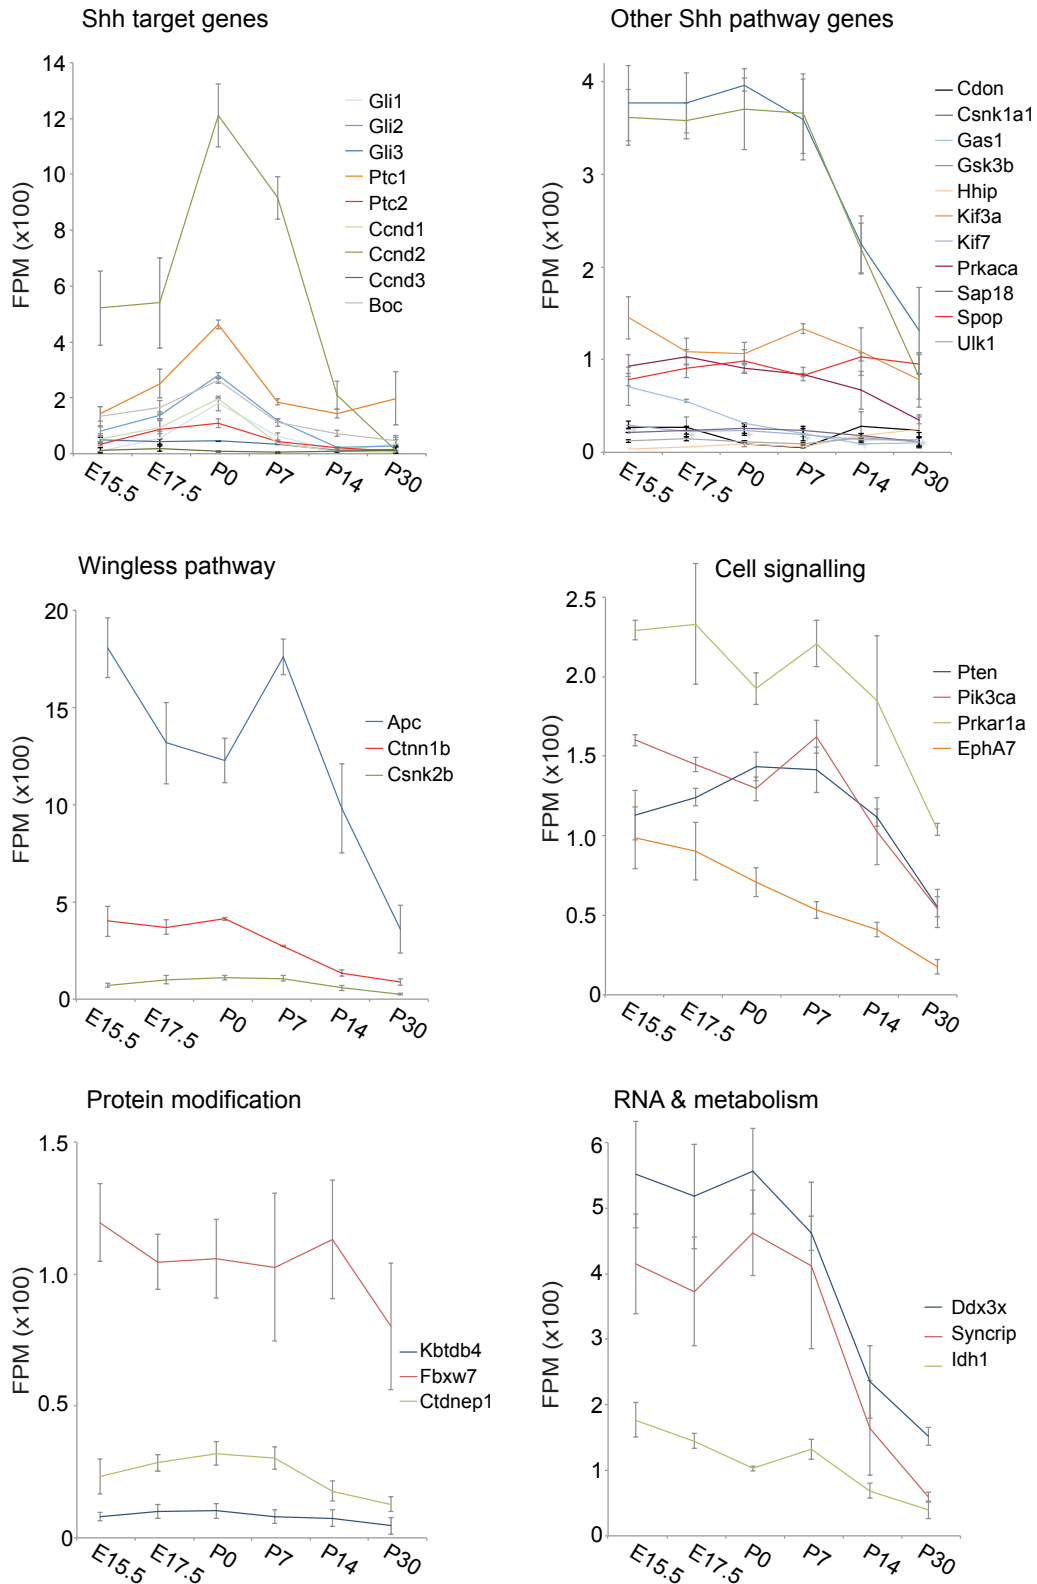 Shh target genes
14
12
10
8
6
4
2
0
FPM (x100)
E15.5
E17.5
P0
P7
P14
P30
Gli1
Gli2
Gli3
Ptc1
Ptc2
Ccnd1
Ccnd2
Ccnd3
Boc
Other Shh pathway genes
4
3
2
1
0
FPM (x100)
E15.5
E17.5
P0
P7
P14
P30
Cdon
Csnk1a1
Gas1
Gsk3b
Hhip
Kif3a
Kif7
Prkaca
Sap18
Spop
Ulk1
Wingless pathway
20
15
10
5
0
FPM (x100)
E15.5
E17.5
P0
P7
P14
P30
Apc
Ctnn1b
Csnk2b
Cell signalling
2.5
2.0
1.5
1.0
0.5
0
FPM (x100)
E15.5
E17.5
P0
P7
P14
P30
Pten
Pik3ca
Prkar1a
EphA7
Protein modification
1.5
1.0
0.5
0
FPM (x100)
E15.5
E17.5
P0
P7
P14
P30
Kbtdb4
Fbxw7
Ctdnep1
RNA & metabolism
6
5
4
3
2
1
0
FPM (x100)
E15.5
E17.5
P0
P7
P14
P30
Ddx3x
Syncrip
Idh1